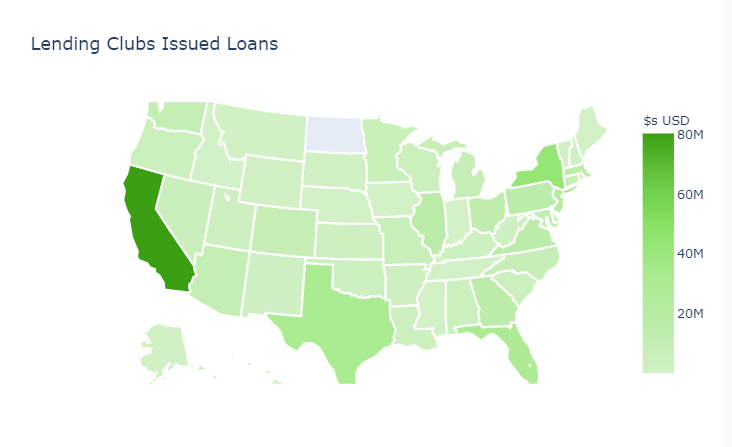 Lending Clubs Issued Loans
$s USD
80M
60M
40M
20M